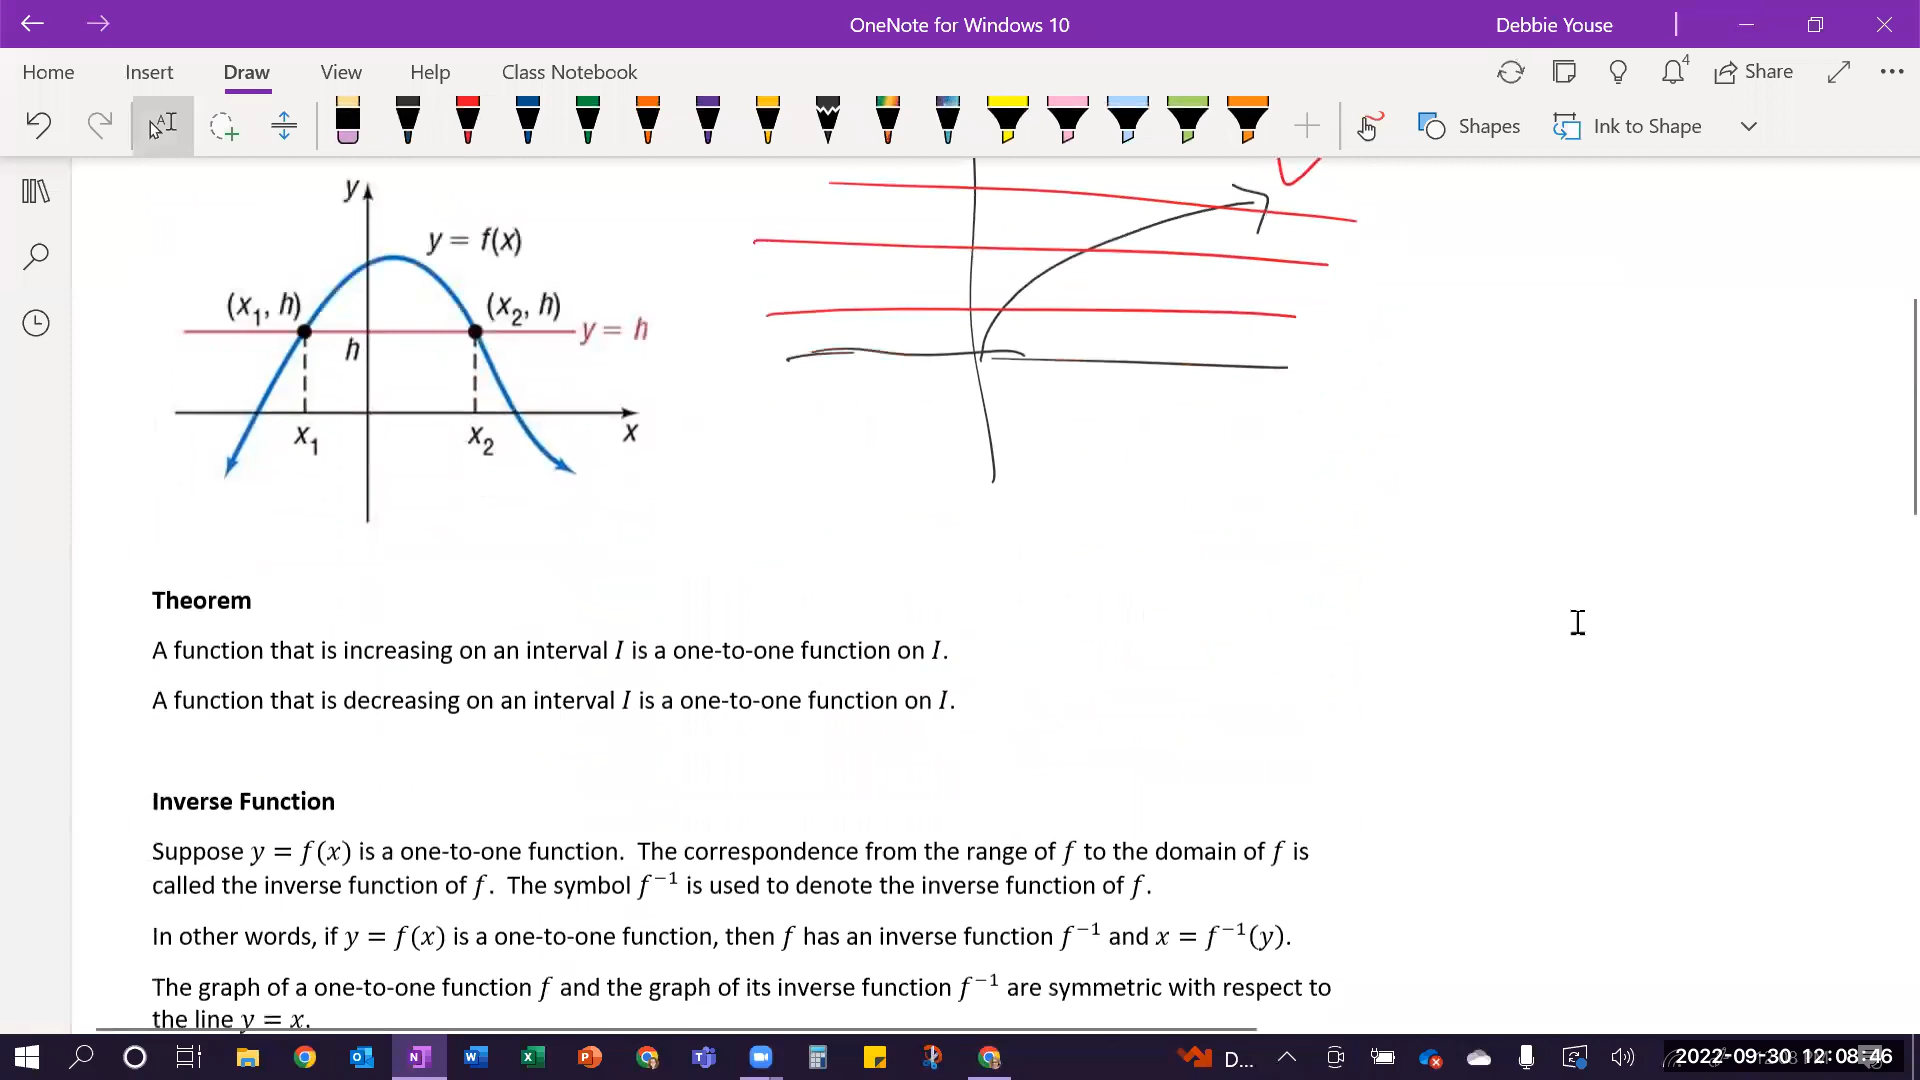 OneNote for Windows 10
Debbie Youse
Home Insert Draw View Help Class Notebook
4
Share
Shapes
Ink to Shape
y
y = f(x)
(x₁, h)
(x₂, h)
y = h
h
x₁
x₂
x
Theorem
A function that is increasing on an interval I is a one-to-one function on I.
A function that is decreasing on an interval I is a one-to-one function on I.
Inverse Function
Suppose y = f(x) is a one-to-one function. The correspondence from the range of f to the domain of f is
called the inverse function of f. The symbol f⁻¹ is used to denote the inverse function of f.
In other words, if y = f(x) is a one-to-one function, then f has an inverse function f⁻¹ and x = f⁻¹(y).
The graph of a one-to-one function f and the graph of its inverse function f⁻¹ are symmetric with respect to
the line y = x.
D...
2022-09-30 12:08:46